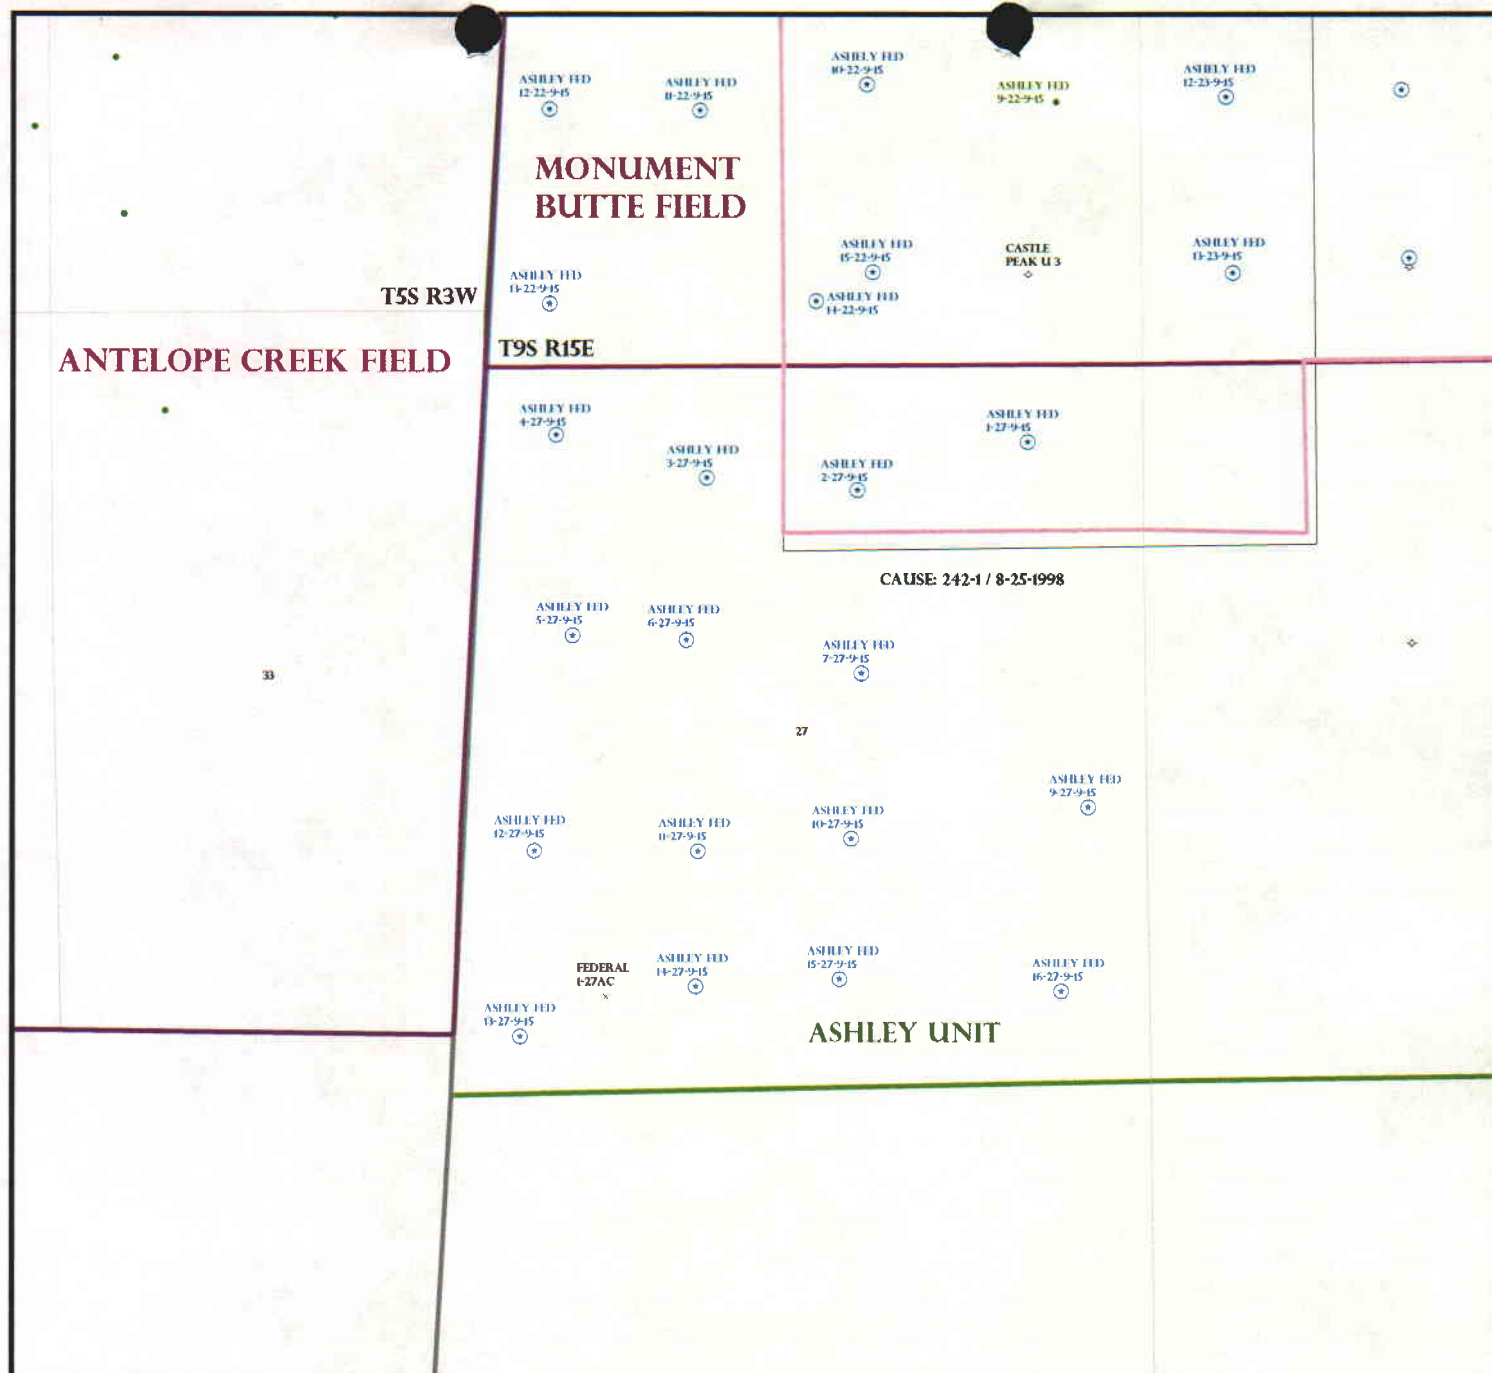 ASHLEY FED
12-22-9-15
ASHLEY FED
11-22-9-15
ASHELY FED
10-22-9-15
ASHLEY FED
9-22-9-15
ASHELY FED
12-23-9-15
MONUMENT
BUTTE FIELD
ASHLEY FED
13-22-9-15
ASHLEY FED
15-22-9-15
CASTLE
PEAK U 3
ASHLEY FED
13-23-9-15
ASHLEY FED
14-22-9-15
T5S R3W
T9S R15E
ANTELOPE CREEK FIELD
ASHLEY FED
4-27-9-15
ASHLEY FED
3-27-9-15
ASHLEY FED
2-27-9-15
ASHLEY FED
1-27-9-15
CAUSE: 242-1 / 8-25-1998
ASHLEY FED
5-27-9-15
ASHLEY FED
6-27-9-15
ASHLEY FED
7-27-9-15
33
27
ASHLEY FED
9-27-9-15
ASHLEY FED
12-27-9-15
ASHLEY FED
11-27-9-15
ASHLEY FED
10-27-9-15
FEDERAL
1-27AC
ASHLEY FED
14-27-9-15
ASHLEY FED
15-27-9-15
ASHLEY FED
16-27-9-15
ASHLEY FED
13-27-9-15
ASHLEY UNIT